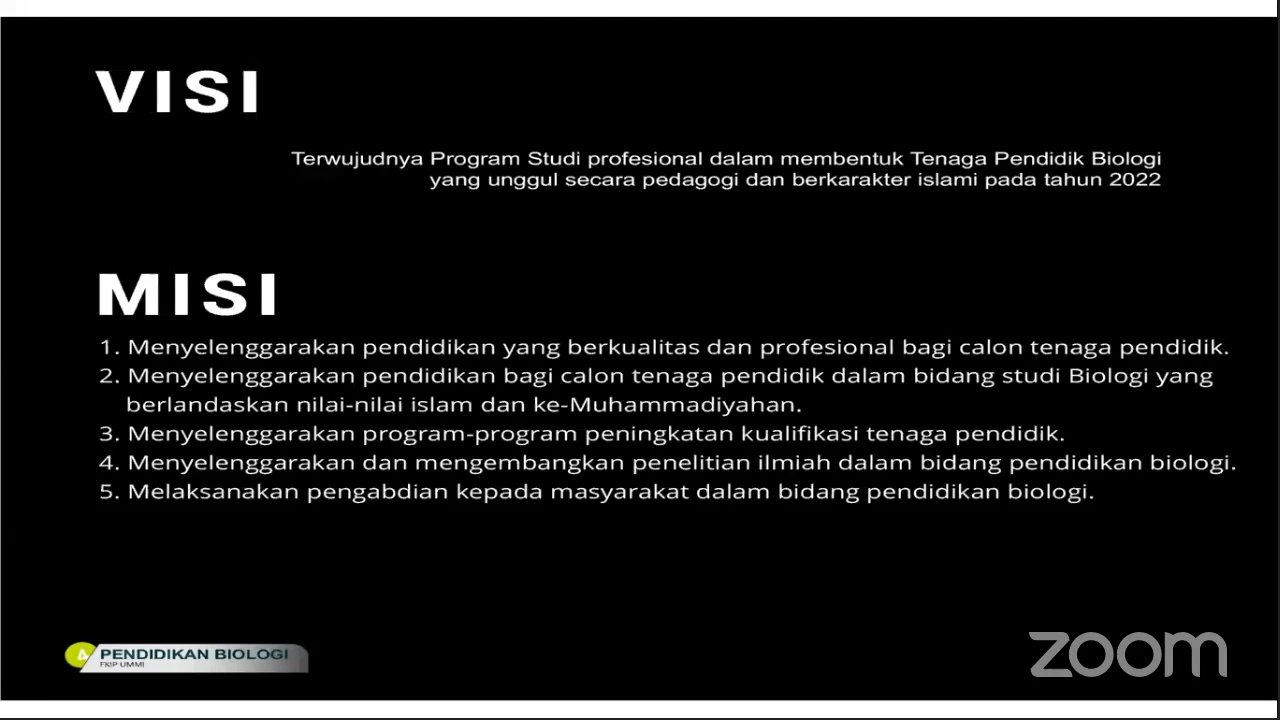 VISI
Terwujudnya Program Studi profesional dalam membentuk Tenaga Pendidik Biologi
yang unggul secara pedagogi dan berkarakter islami pada tahun 2022
MISI
1. Menyelenggarakan pendidikan yang berkualitas dan profesional bagi calon tenaga pendidik.
2. Menyelenggarakan pendidikan bagi calon tenaga pendidik dalam bidang studi Biologi yang
berlandaskan nilai-nilai islam dan ke-Muhammadiyahan.
3. Menyelenggarakan program-program peningkatan kualifikasi tenaga pendidik.
4. Menyelenggarakan dan mengembangkan penelitian ilmiah dalam bidang pendidikan biologi.
5. Melaksanakan pengabdian kepada masyarakat dalam bidang pendidikan biologi.
PENDIDIKAN BIOLOGI
FKIP UMMI
zoom